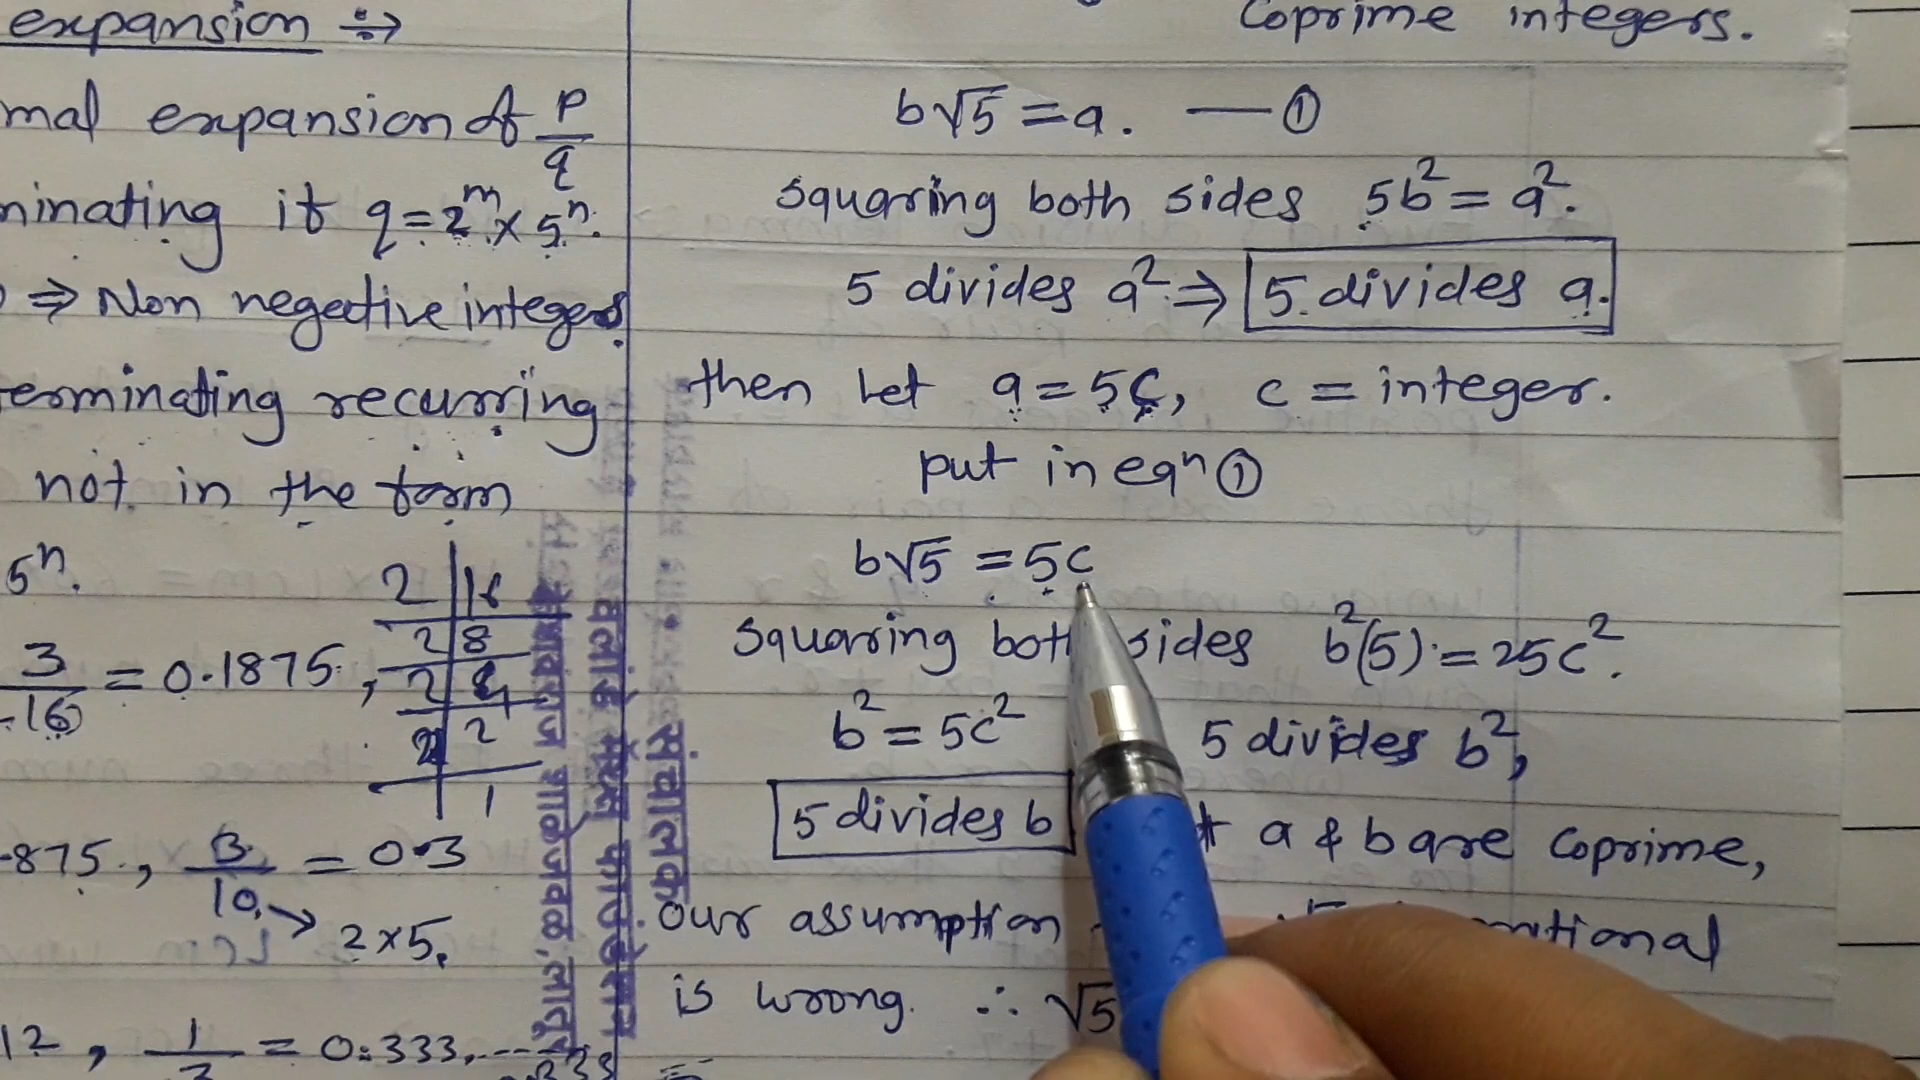 expansion ÷>
mal expansion of p/q
minating if q = 2^m × 5^n.
⇒ Non negative integers.
erminating recurring
not in the form
5^n.
3/16 = 0.1875,
2 | 16
2 | 8
2 | 4
2 | 2
1
875, 3/10 = 0.3
2×5.
12, 1/3 = 0.333,-----
Coprime integers.
b√5 = a. — ①
Squaring both sides 5b² = a².
5 divides a² ⇒ 5 divides a.
then Let a = 5c, c = integer.
put in eqⁿ ①
b√5 = 5c
Squaring both sides b²(5) = 25c².
b² = 5c² 5 divides b²,
5 divides b a & b are Coprime,
our assumption
is wrong. ∴ √5
संचालक